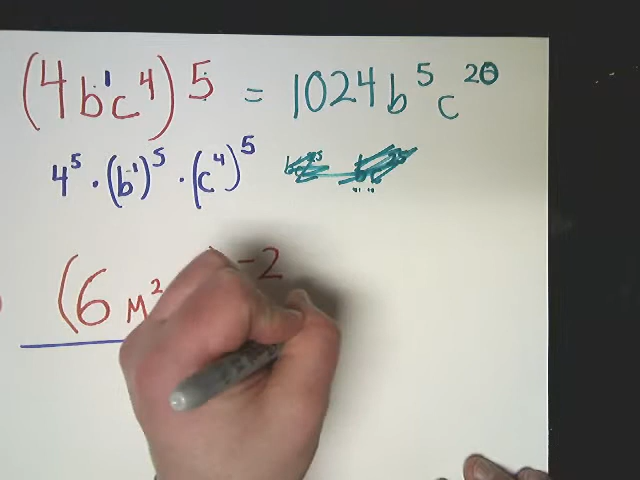 (4b¹c⁴)⁵ = 1024b⁵c²⁰
4⁵ · (b¹)⁵ · (c⁴)⁵
(6m² )⁻²